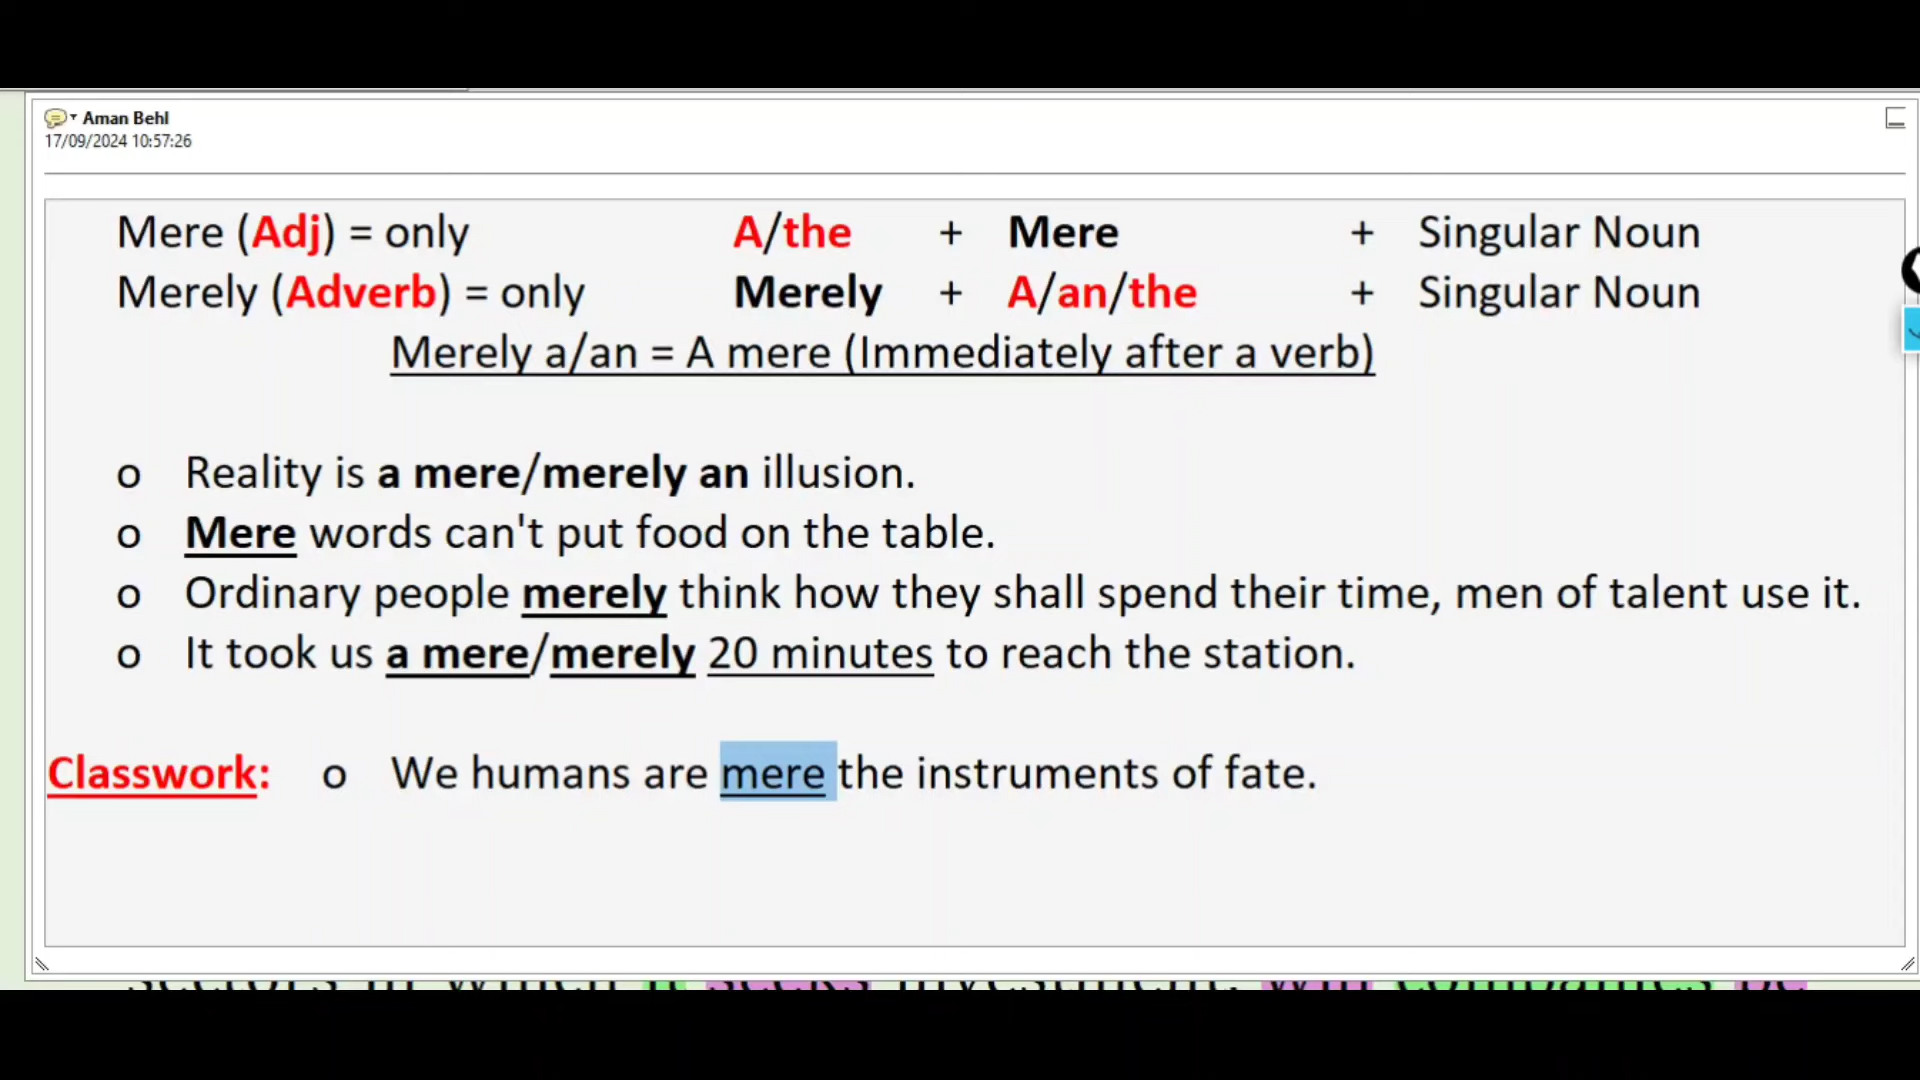 Aman Behl
17/09/2024 10:57:26
Mere (Adj) = only A/the + Mere + Singular Noun
Merely (Adverb) = only Merely + A/an/the + Singular Noun
Merely a/an = A mere (Immediately after a verb)
o Reality is a mere/merely an illusion.
o Mere words can't put food on the table.
o Ordinary people merely think how they shall spend their time, men of talent use it.
o It took us a mere/merely 20 minutes to reach the station.
Classwork: o We humans are mere the instruments of fate.